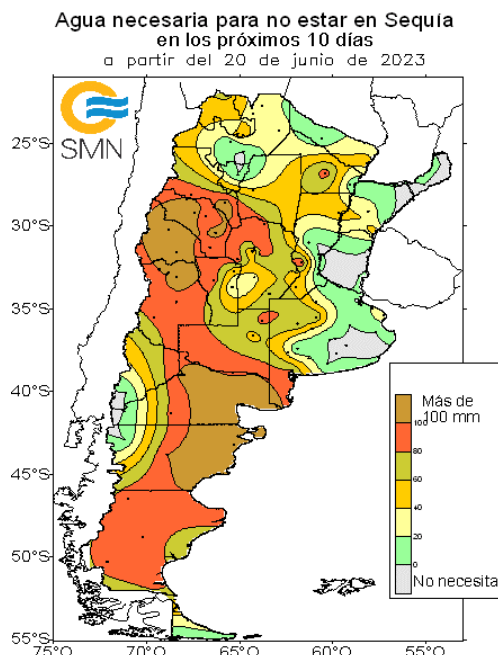 Agua necesaria para no estar en Sequía
en los próximos 10 días
a partir del 20 de junio de 2023
SMN
25°S
30°S
35°S
40°S
45°S
50°S
55°S
75°O
70°O
65°O
60°O
55°O
Más de
100 mm
100
80
60
40
20
0
No necesita